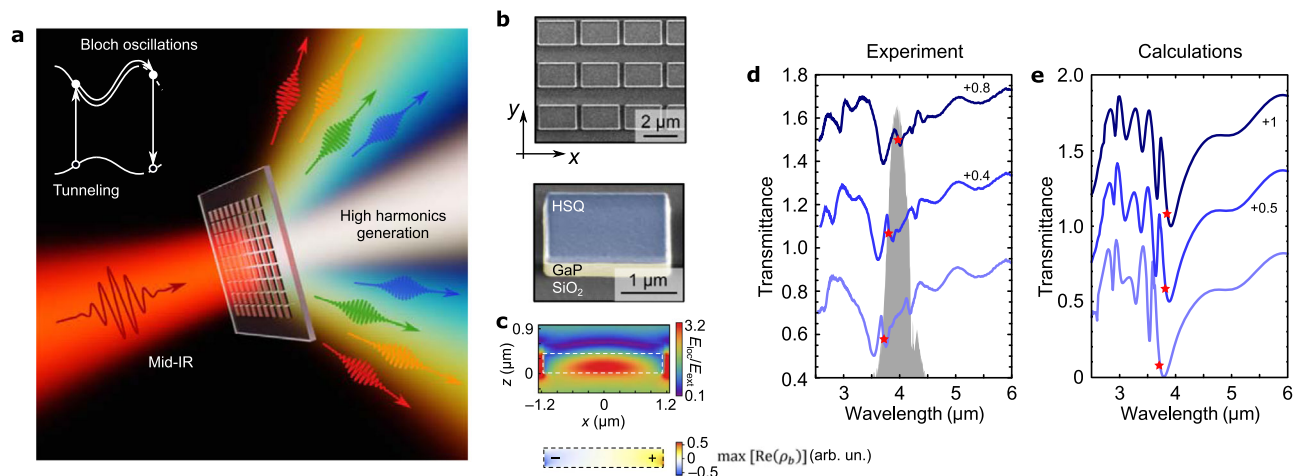 a
Bloch oscillations
Tunneling
High harmonics
generation
Mid-IR
b
y
x
2 μm
HSQ
GaP
SiO₂
1 μm
c
0.9
0
z (μm)
–1.2
0
1.2
x (μm)
3.2
0.1
E_loc/E_ext
– +
0.5
0
–0.5
max [Re(ρ_b)] (arb. un.)
Experiment
d
1.8
1.6
1.4
1.2
1.0
0.8
0.6
0.4
Transmittance
+0.8
+0.4
3 4 5 6
Wavelength (μm)
Calculations
e
2.0
1.5
1.0
0.5
0
Transmittance
+1
+0.5
3 4 5 6
Wavelength (μm)